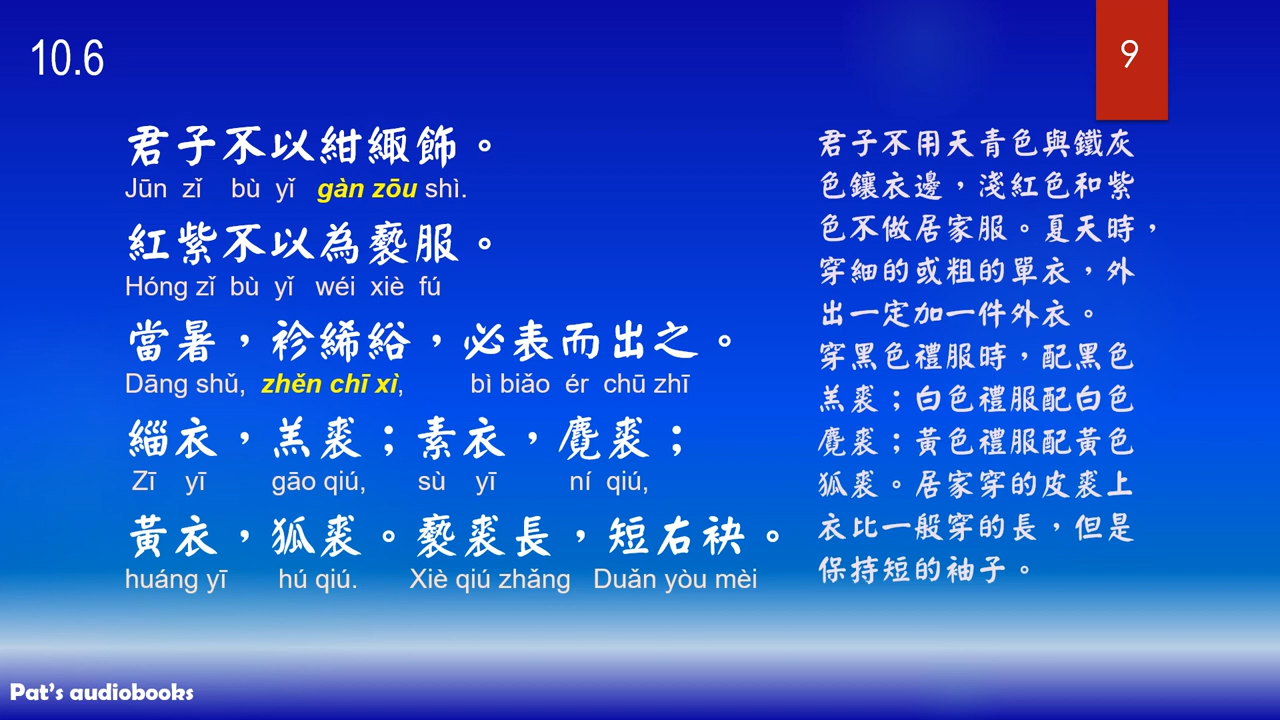 10.6
9
君子不以紺緅飾。
Jūn zǐ bù yǐ gàn zōu shì.
紅紫不以為褻服。
Hóng zǐ bù yǐ wéi xiè fú
當暑，袗絺綌，必表而出之。
Dāng shǔ, zhěn chī xì, bì biǎo ér chū zhī
緇衣，羔裘；素衣，麑裘；
Zī yī gāo qiú, sù yī ní qiú,
黃衣，狐裘。褻裘長，短右袂。
huáng yī hú qiú. Xiè qiú zhǎng Duǎn yòu mèi
君子不用天青色與鐵灰
色鑲衣邊，淺紅色和紫
色不做居家服。夏天時，
穿細的或粗的單衣，外
出一定加一件外衣。
穿黑色禮服時，配黑色
羔裘；白色禮服配白色
麑裘；黃色禮服配黃色
狐裘。居家穿的皮裘上
衣比一般穿的長，但是
保持短的袖子。
Pat's audiobooks